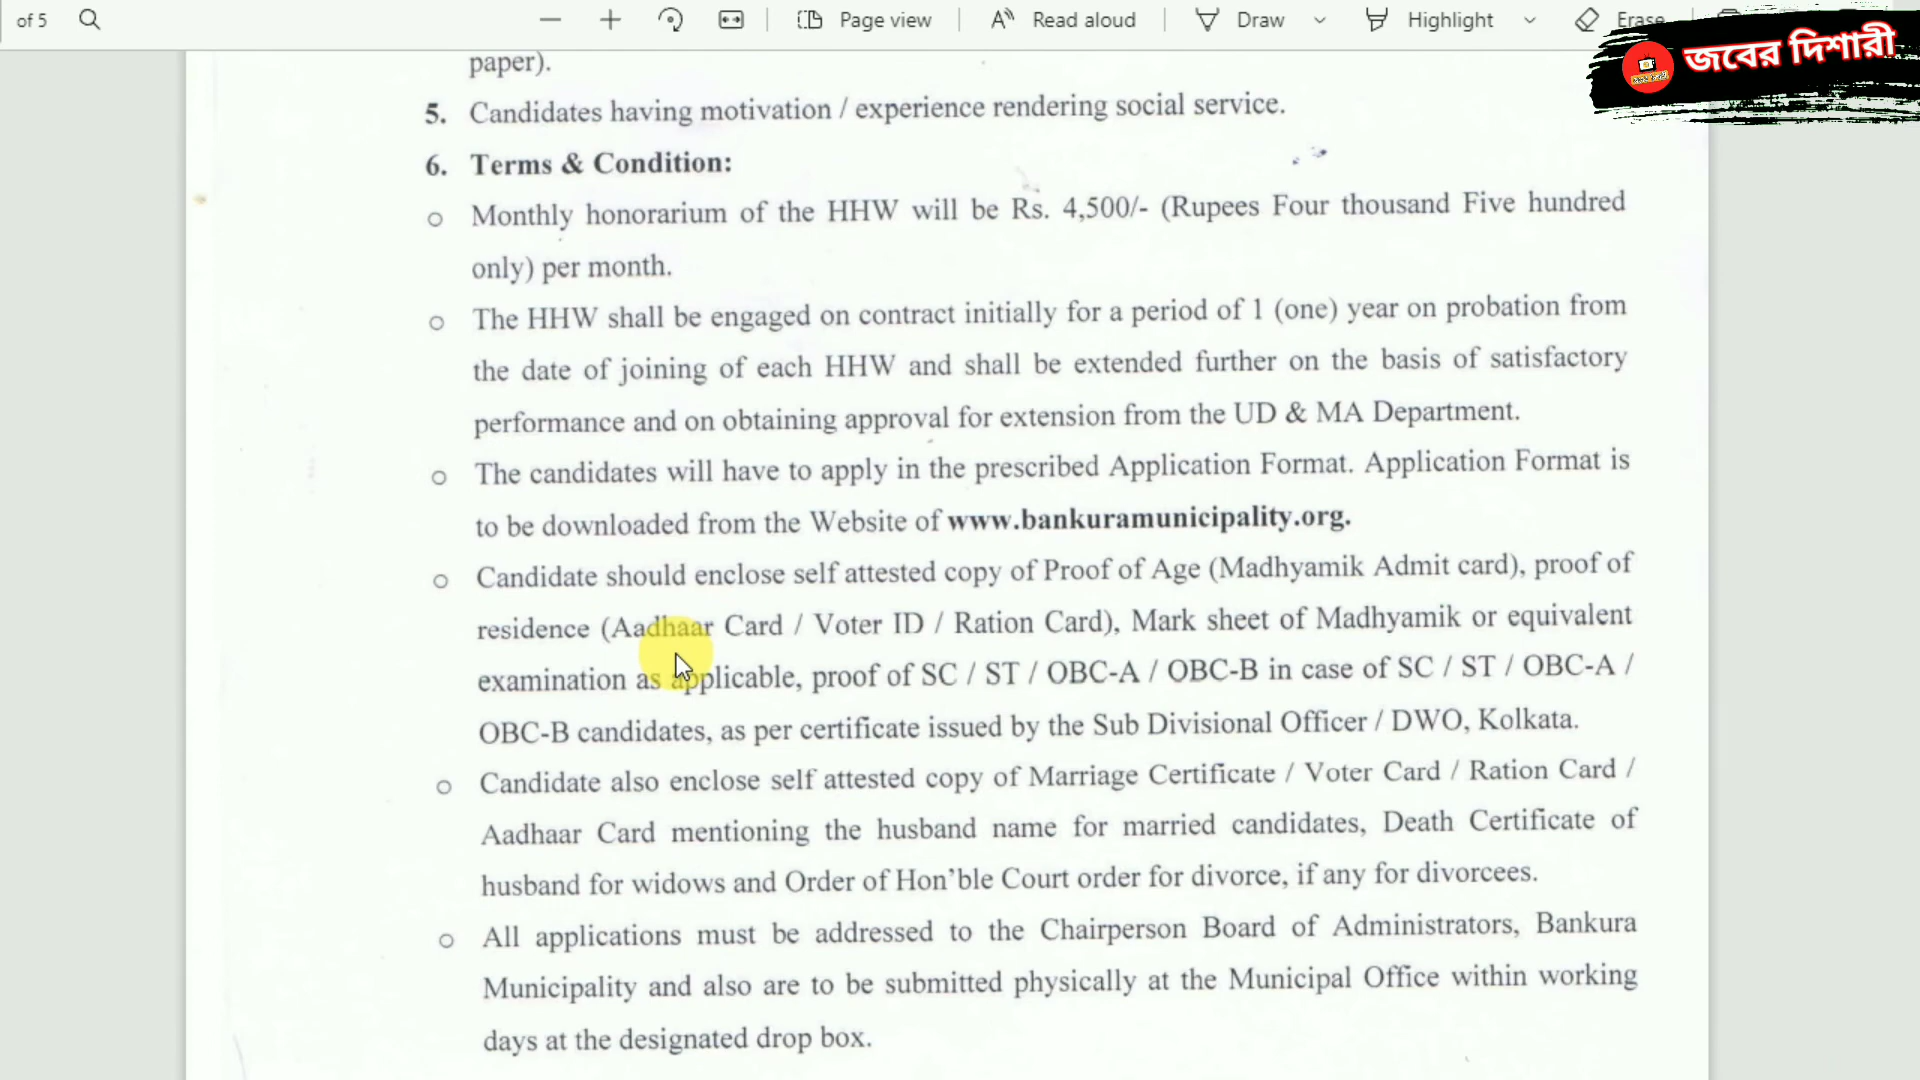 of 5
Page view
Read aloud
Draw
Highlight
Erase
জবের দিশারী
paper).
5. Candidates having motivation / experience rendering social service.
6. Terms & Condition:
○ Monthly honorarium of the HHW will be Rs. 4,500/- (Rupees Four thousand Five hundred
only) per month.
○ The HHW shall be engaged on contract initially for a period of 1 (one) year on probation from
the date of joining of each HHW and shall be extended further on the basis of satisfactory
performance and on obtaining approval for extension from the UD & MA Department.
○ The candidates will have to apply in the prescribed Application Format. Application Format is
to be downloaded from the Website of www.bankuramunicipality.org.
○ Candidate should enclose self attested copy of Proof of Age (Madhyamik Admit card), proof of
residence (Aadhaar Card / Voter ID / Ration Card), Mark sheet of Madhyamik or equivalent
examination as applicable, proof of SC / ST / OBC-A / OBC-B in case of SC / ST / OBC-A /
OBC-B candidates, as per certificate issued by the Sub Divisional Officer / DWO, Kolkata.
○ Candidate also enclose self attested copy of Marriage Certificate / Voter Card / Ration Card /
Aadhaar Card mentioning the husband name for married candidates, Death Certificate of
husband for widows and Order of Hon'ble Court order for divorce, if any for divorcees.
○ All applications must be addressed to the Chairperson Board of Administrators, Bankura
Municipality and also are to be submitted physically at the Municipal Office within working
days at the designated drop box.